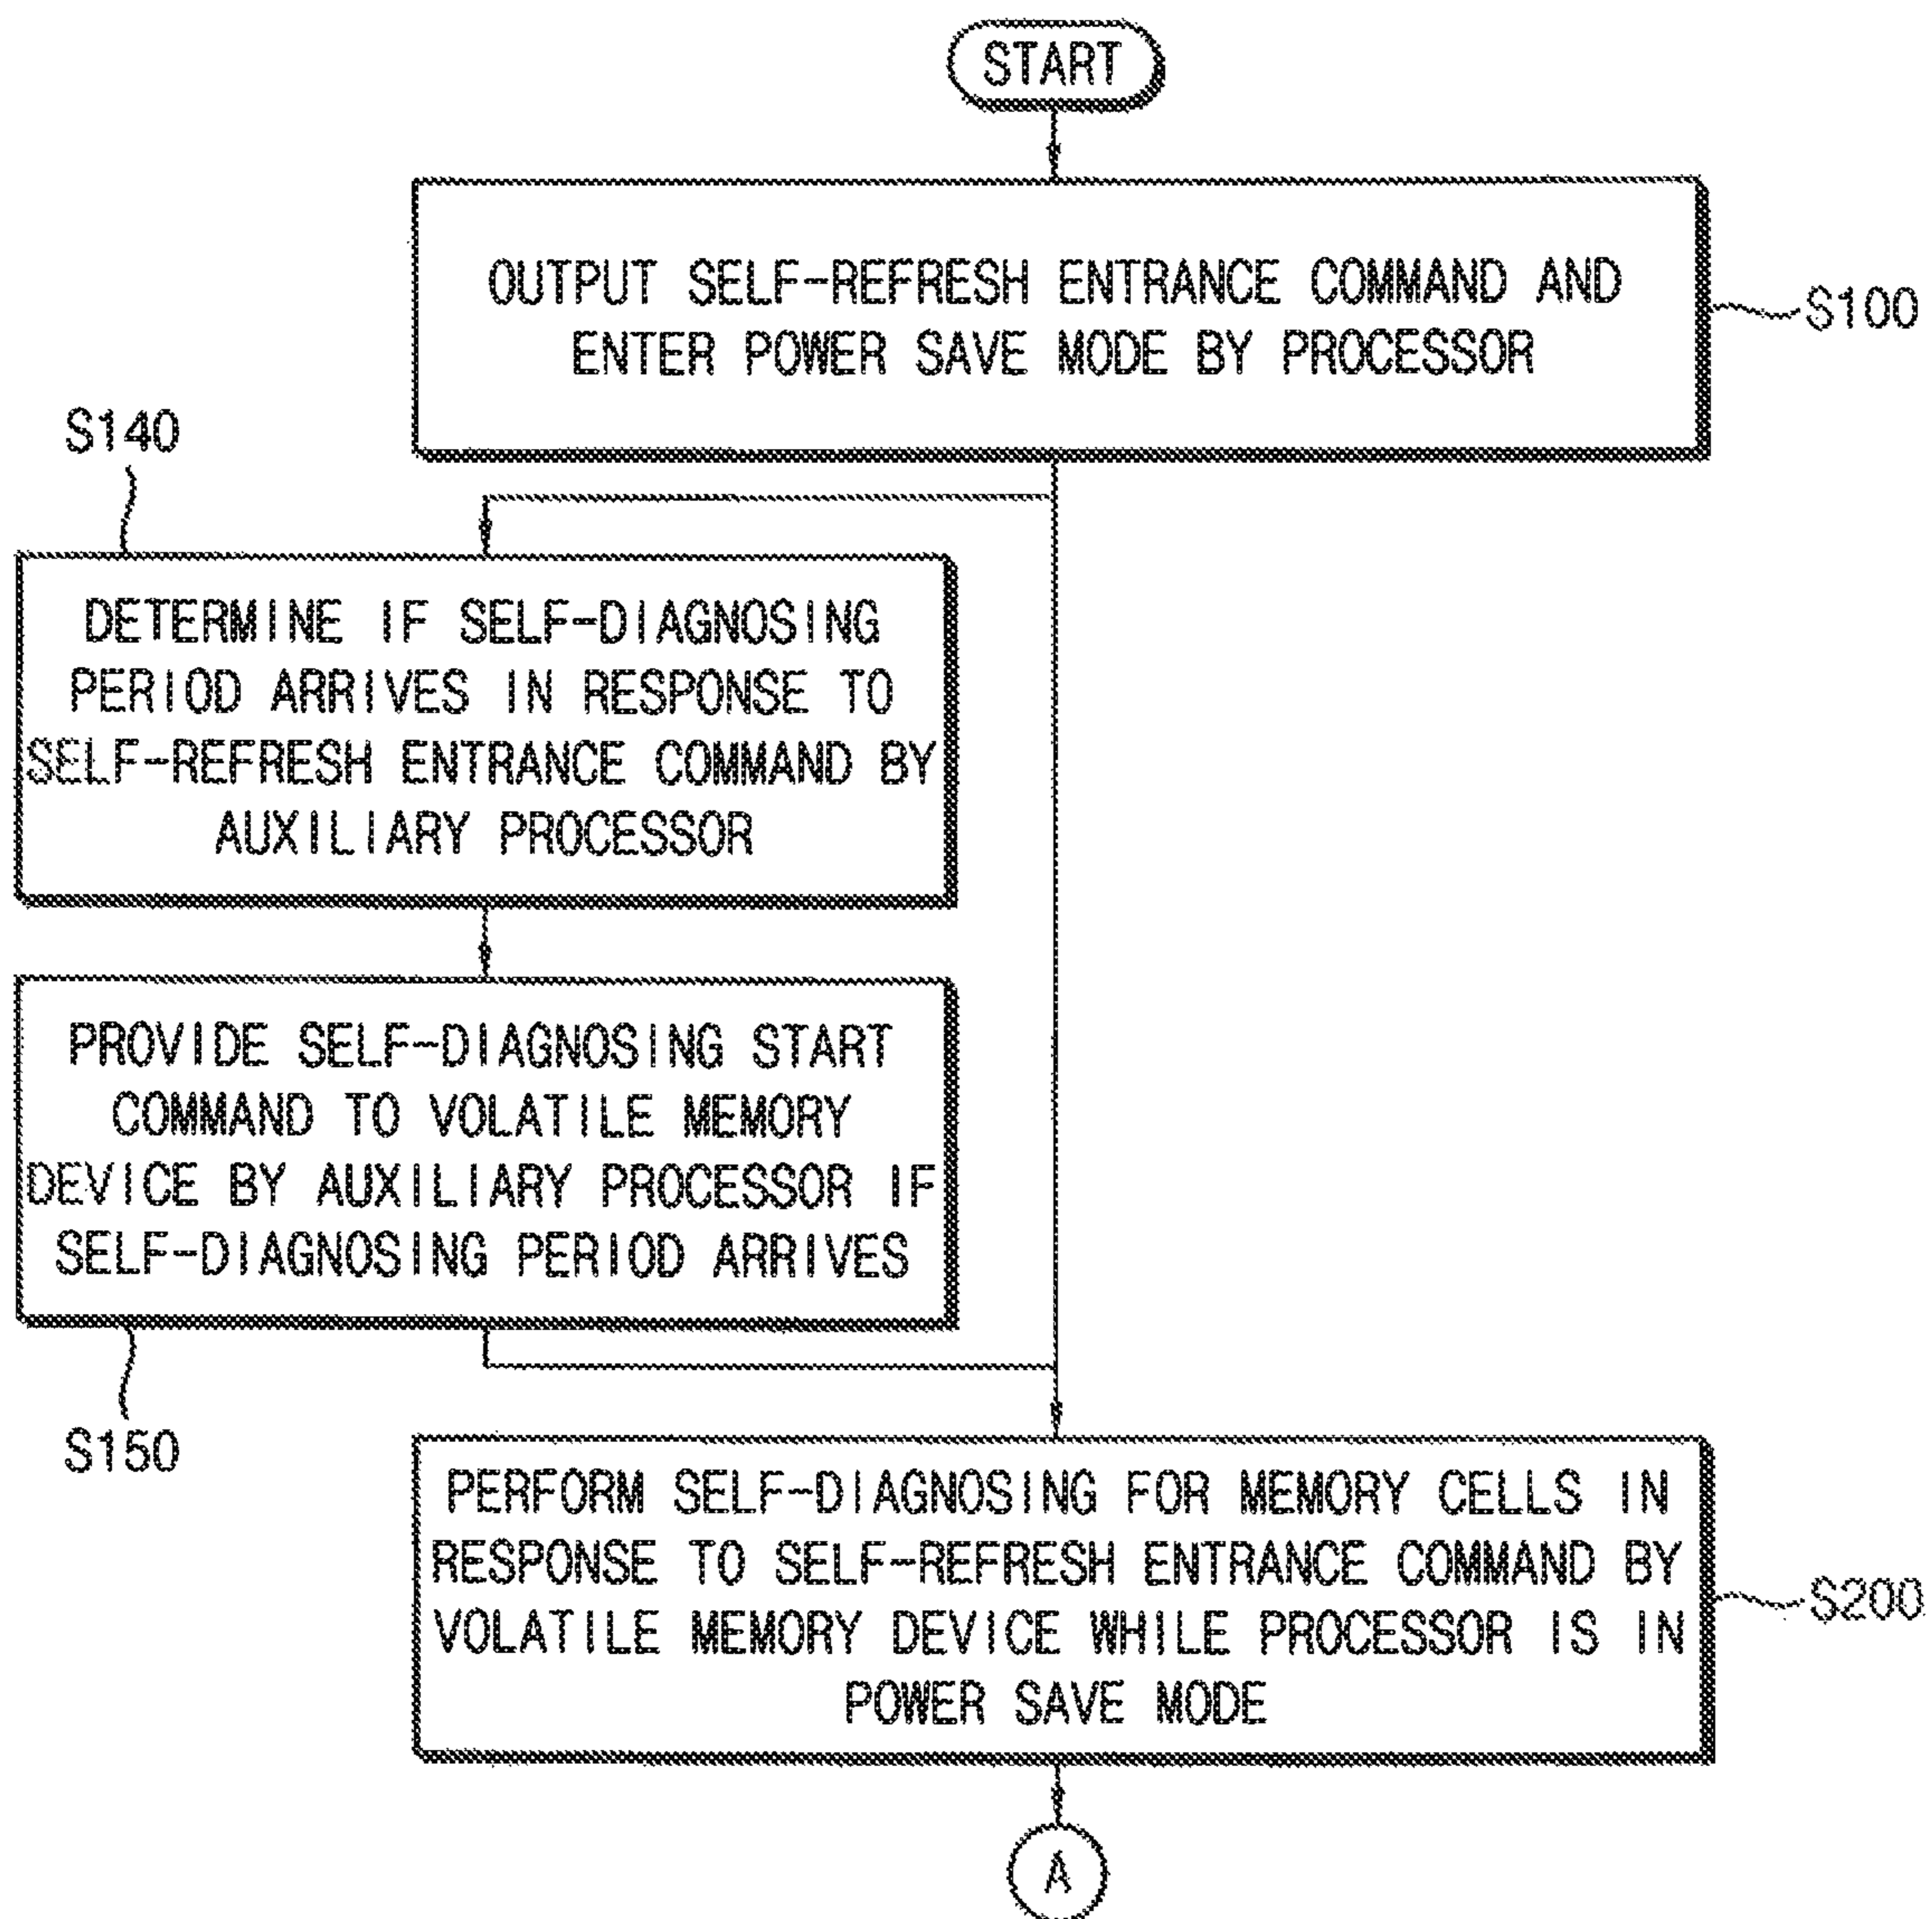 START
OUTPUT SELF-REFRESH ENTRANCE COMMAND AND
ENTER POWER SAVE MODE BY PROCESSOR
S100
S140
DETERMINE IF SELF-DIAGNOSING
PERIOD ARRIVES IN RESPONSE TO
SELF-REFRESH ENTRANCE COMMAND BY
AUXILIARY PROCESSOR
PROVIDE SELF-DIAGNOSING START
COMMAND TO VOLATILE MEMORY
DEVICE BY AUXILIARY PROCESSOR IF
SELF-DIAGNOSING PERIOD ARRIVES
S150
PERFORM SELF-DIAGNOSING FOR MEMORY CELLS IN
RESPONSE TO SELF-REFRESH ENTRANCE COMMAND BY
VOLATILE MEMORY DEVICE WHILE PROCESSOR IS IN
POWER SAVE MODE
S200
A